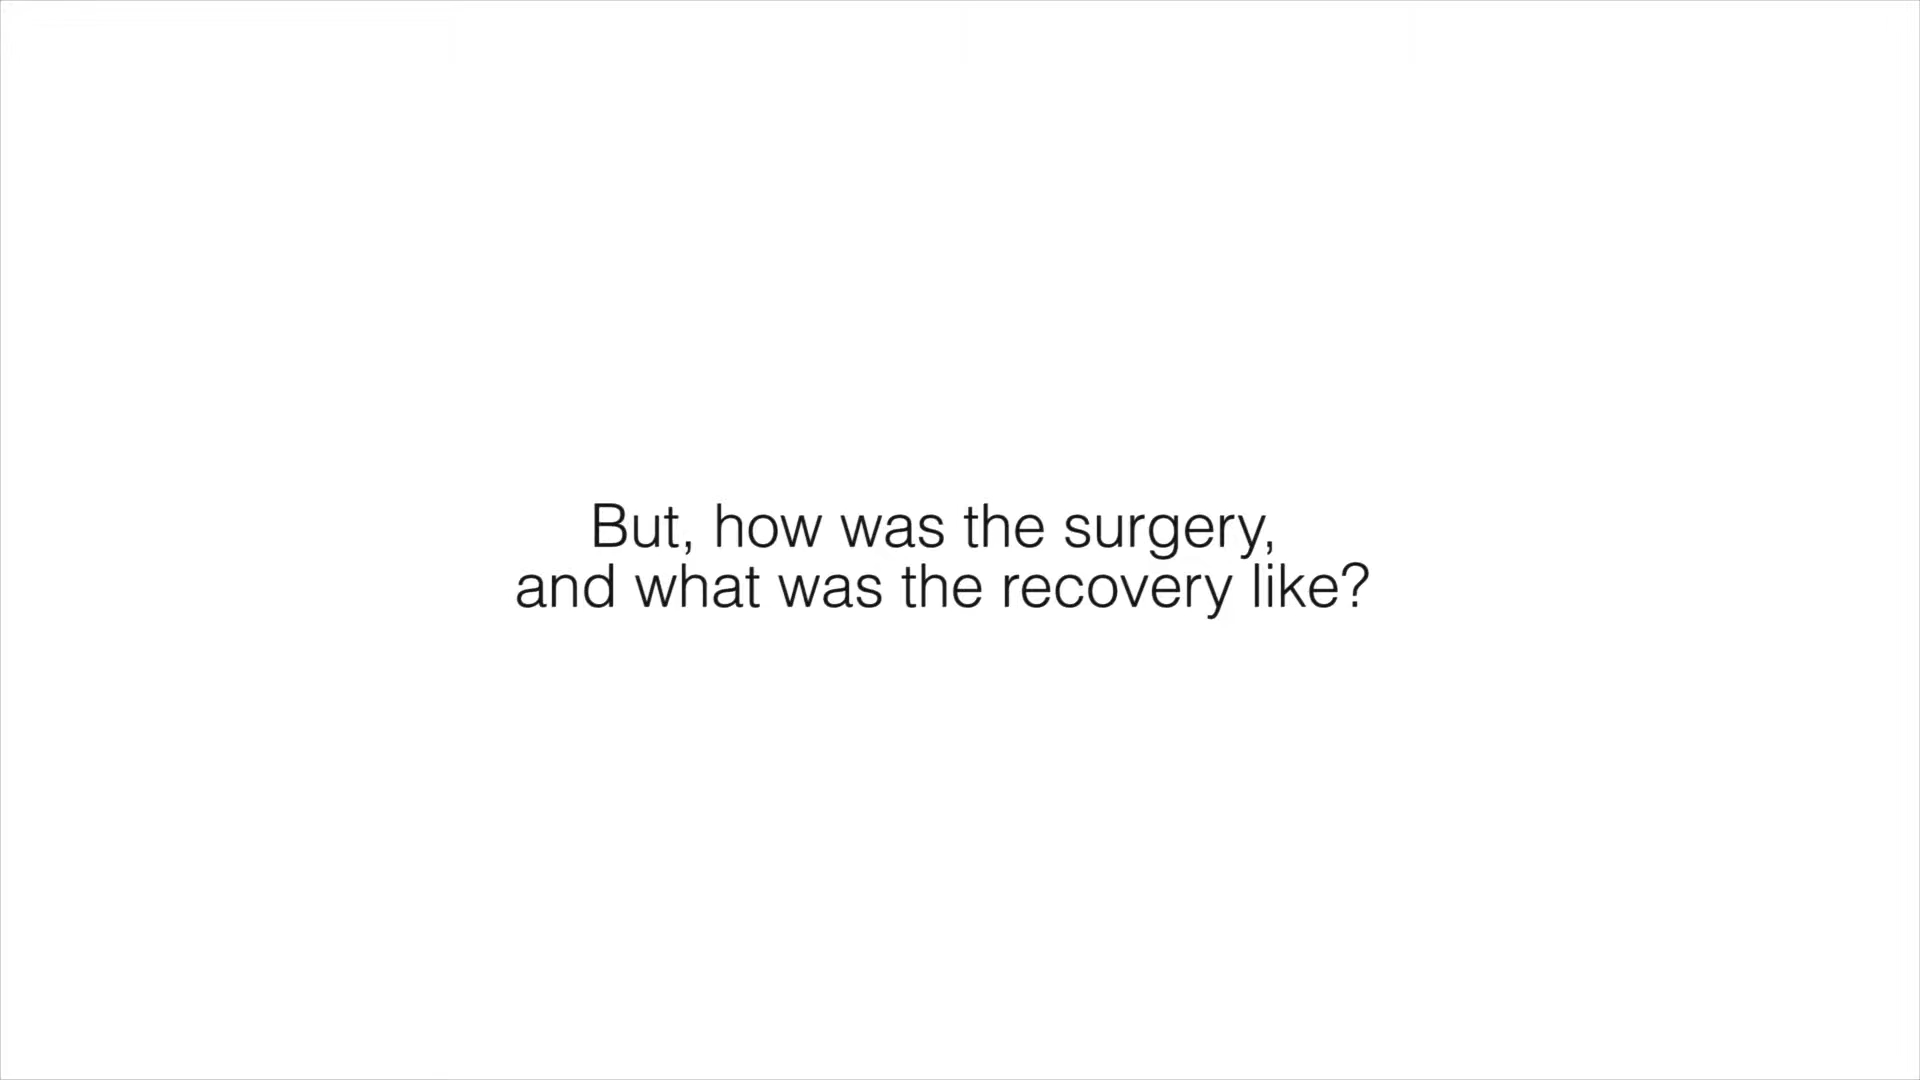 But, how was the surgery,
and what was the recovery like?